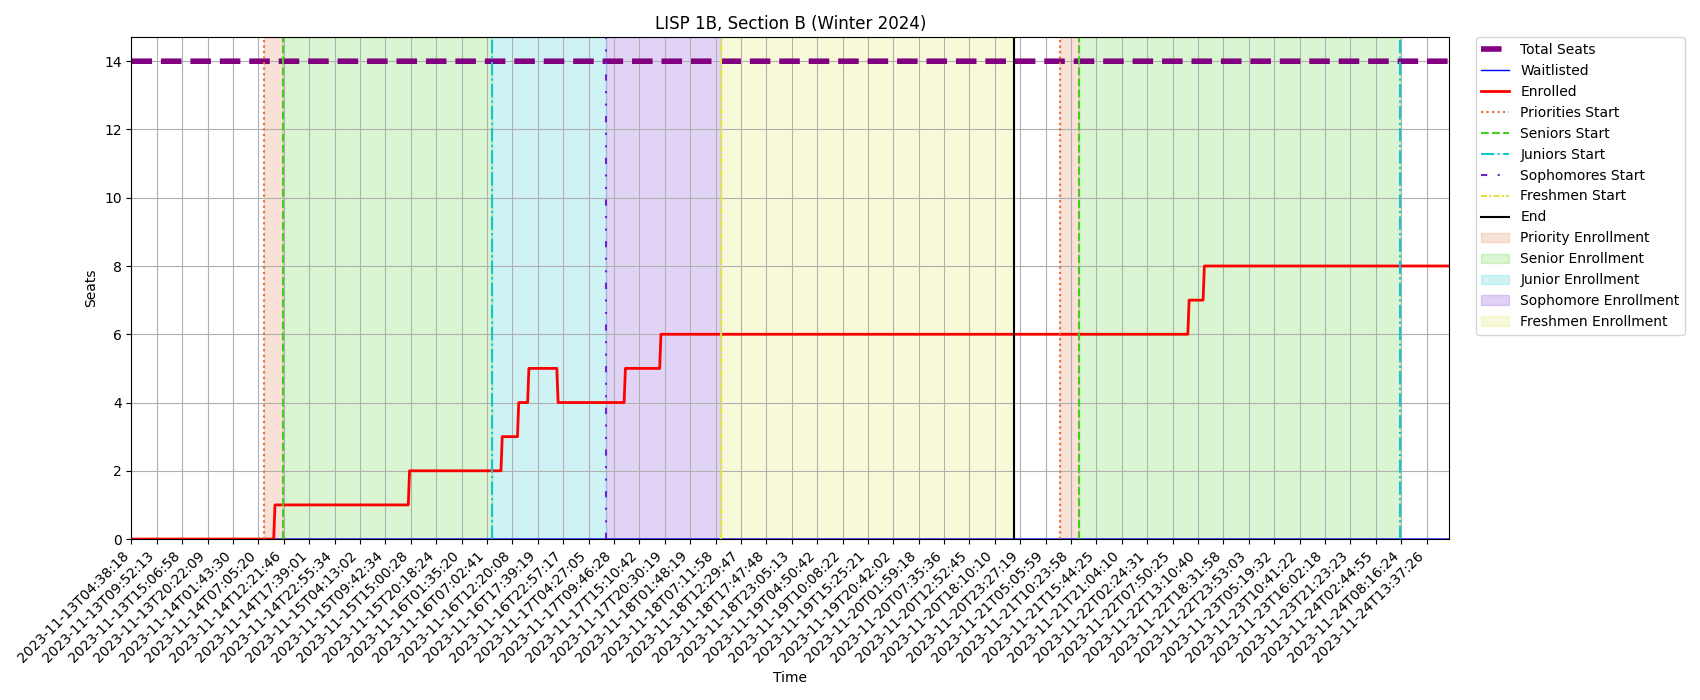 LISP 1B, Section B (Winter 2024)
Seats
14
12
10
8
6
4
2
0
2023-11-13T04:38:18
2023-11-13T09:52:13
2023-11-13T15:06:58
2023-11-13T20:22:09
2023-11-14T01:43:30
2023-11-14T07:05:20
2023-11-14T12:21:46
2023-11-14T17:39:01
2023-11-14T22:55:34
2023-11-15T04:13:02
2023-11-15T09:42:34
2023-11-15T15:00:28
2023-11-15T20:18:24
2023-11-16T01:35:20
2023-11-16T07:02:41
2023-11-16T12:20:08
2023-11-16T17:39:19
2023-11-16T22:57:17
2023-11-17T04:27:05
2023-11-17T09:46:28
2023-11-17T15:10:42
2023-11-17T20:30:19
2023-11-18T01:48:19
2023-11-18T07:11:58
2023-11-18T12:29:47
2023-11-18T17:47:48
2023-11-18T23:05:13
2023-11-19T04:50:42
2023-11-19T10:08:22
2023-11-19T15:25:21
2023-11-19T20:42:02
2023-11-20T01:59:18
2023-11-20T07:35:36
2023-11-20T12:52:45
2023-11-20T18:10:10
2023-11-20T23:27:19
2023-11-21T05:05:59
2023-11-21T10:23:58
2023-11-21T15:44:25
2023-11-21T21:04:10
2023-11-22T02:24:31
2023-11-22T07:50:25
2023-11-22T13:10:40
2023-11-22T18:31:58
2023-11-22T23:53:03
2023-11-23T05:19:32
2023-11-23T10:41:22
2023-11-23T16:02:18
2023-11-23T21:23:23
2023-11-24T02:44:55
2023-11-24T08:16:24
2023-11-24T13:37:26
Time
Total Seats
Waitlisted
Enrolled
Priorities Start
Seniors Start
Juniors Start
Sophomores Start
Freshmen Start
End
Priority Enrollment
Senior Enrollment
Junior Enrollment
Sophomore Enrollment
Freshmen Enrollment